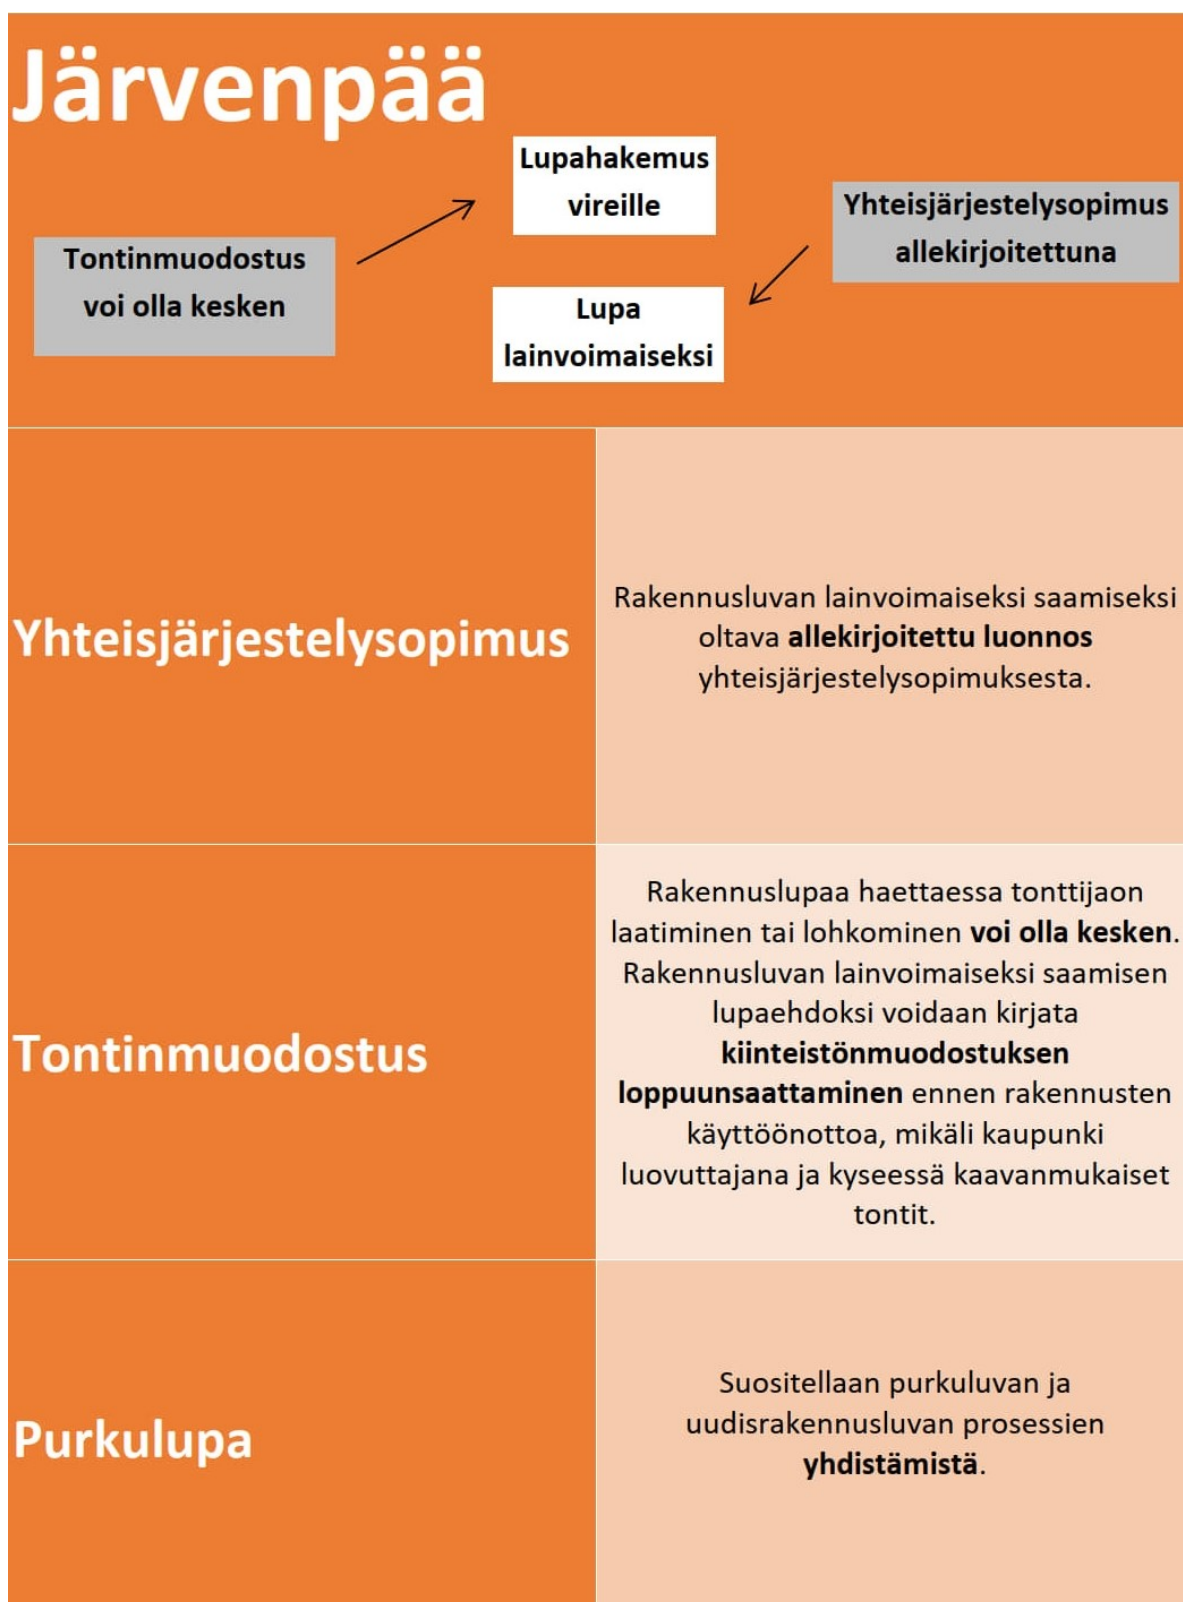 Järvenpää
Lupahakemus
vireille
Yhteisjärjestelysopimus
allekirjoitettuna
Tontinmuodostus
voi olla kesken
Lupa
lainvoimaiseksi
Yhteisjärjestelysopimus
Rakennusluvan lainvoimaiseksi saamiseksi
oltava allekirjoitettu luonnos
yhteisjärjestelysopimuksesta.
Tontinmuodostus
Rakennuslupaa haettaessa tonttijaon
laatiminen tai lohkominen voi olla kesken.
Rakennusluvan lainvoimaiseksi saamisen
lupaehdoksi voidaan kirjata
kiinteistönmuodostuksen
loppuunsaattaminen ennen rakennusten
käyttöönottoa, mikäli kaupunki
luovuttajana ja kyseessä kaavanmukaiset
tontit.
Purkulupa
Suositellaan purkuluvan ja
uudisrakennusluvan prosessien
yhdistämistä.